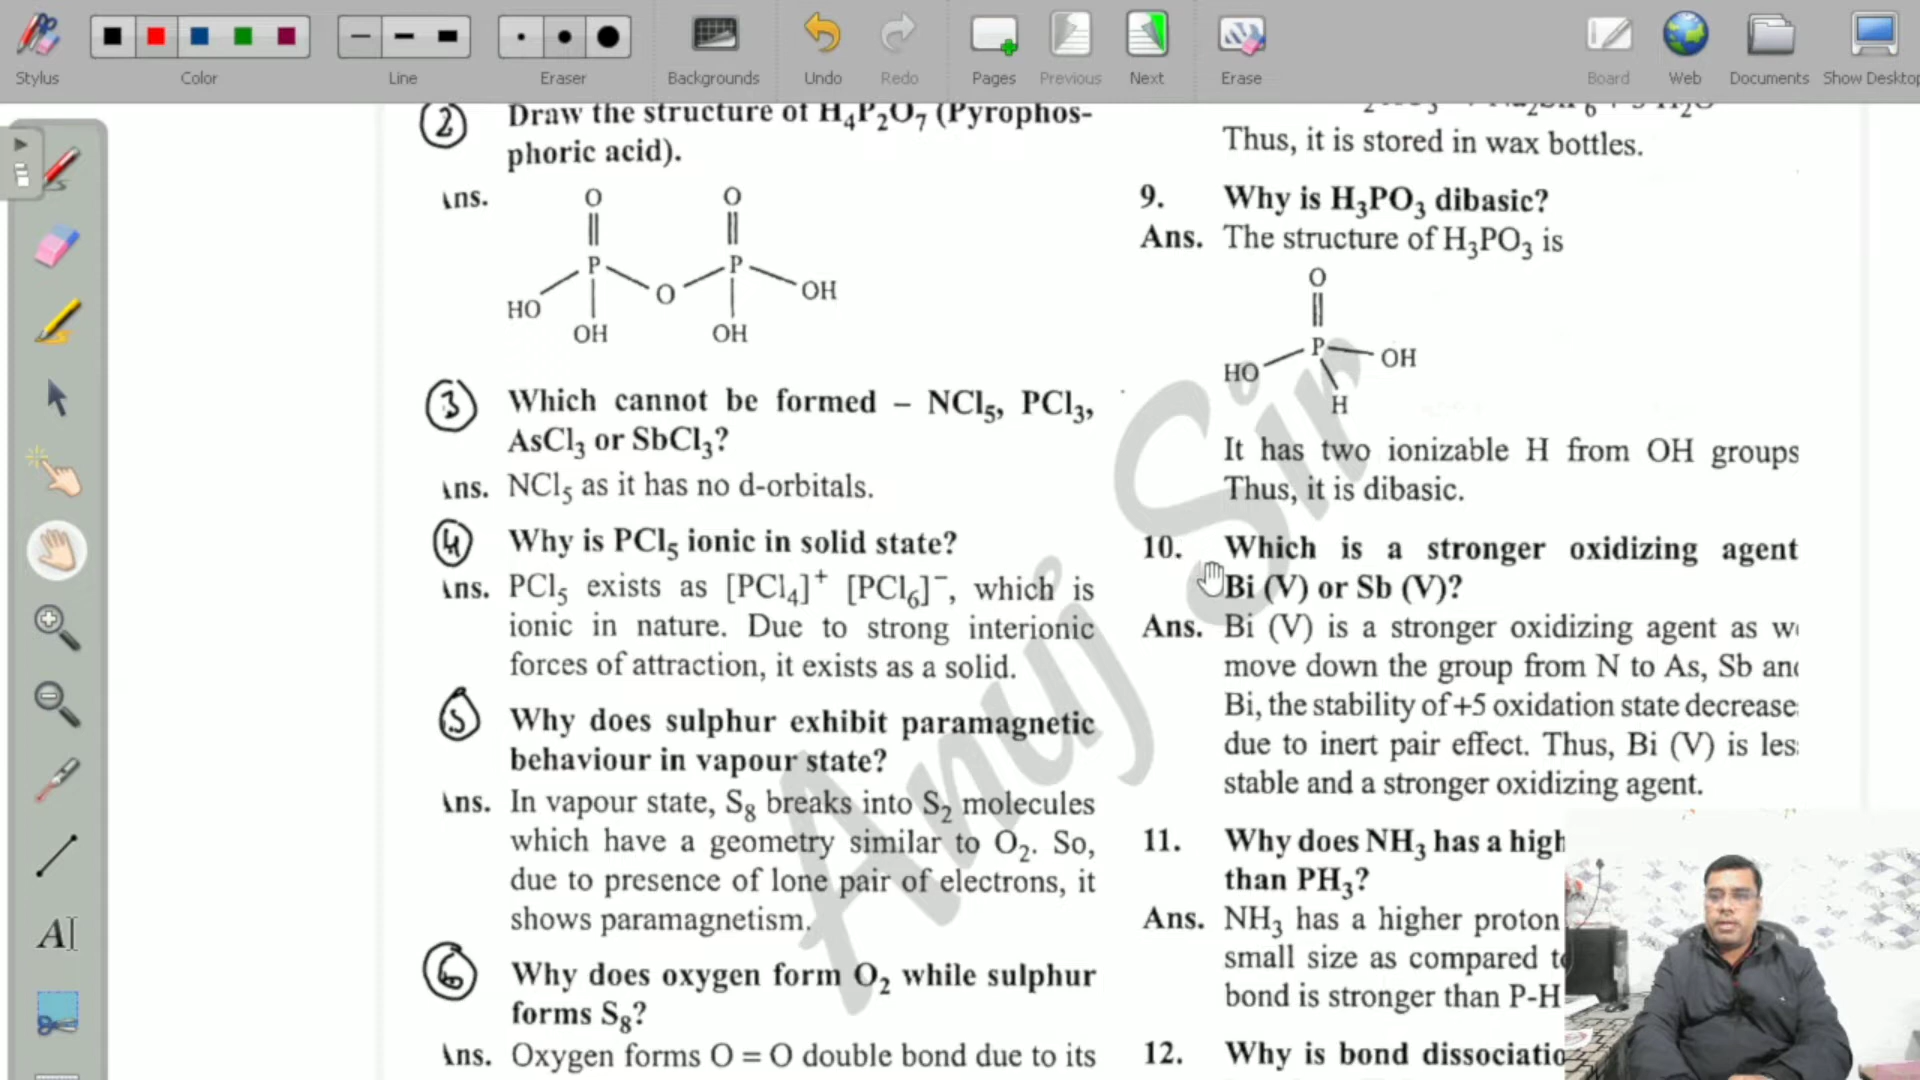 Stylus
Color
Line
Eraser
Backgrounds
Undo
Redo
Pages
Previous
Next
Erase
Board
Web
Documents
Show Desktop
2 Draw the structure of H₄P₂O₇ (Pyrophos-
phoric acid).
Ans.
O O
P P
HO O OH
OH OH
3 Which cannot be formed – NCl₅, PCl₃,
AsCl₃ or SbCl₃?
Ans. NCl₅ as it has no d-orbitals.
4 Why is PCl₅ ionic in solid state?
Ans. PCl₅ exists as [PCl₄]⁺ [PCl₆]⁻, which is
ionic in nature. Due to strong interionic
forces of attraction, it exists as a solid.
5 Why does sulphur exhibit paramagnetic
behaviour in vapour state?
Ans. In vapour state, S₈ breaks into S₂ molecules
which have a geometry similar to O₂. So,
due to presence of lone pair of electrons, it
shows paramagnetism.
6 Why does oxygen form O₂ while sulphur
forms S₈?
Ans. Oxygen forms O = O double bond due to its
Thus, it is stored in wax bottles.
9. Why is H₃PO₃ dibasic?
Ans. The structure of H₃PO₃ is
O
P
HO OH
H
It has two ionizable H from OH groups
Thus, it is dibasic.
10. Which is a stronger oxidizing agent
Bi (V) or Sb (V)?
Ans. Bi (V) is a stronger oxidizing agent as we
move down the group from N to As, Sb and
Bi, the stability of +5 oxidation state decrease
due to inert pair effect. Thus, Bi (V) is les
stable and a stronger oxidizing agent.
11. Why does NH₃ has a high
than PH₃?
Ans. NH₃ has a higher proton
small size as compared to
bond is stronger than P-H
12. Why is bond dissociatio
Anuj Sir
AI